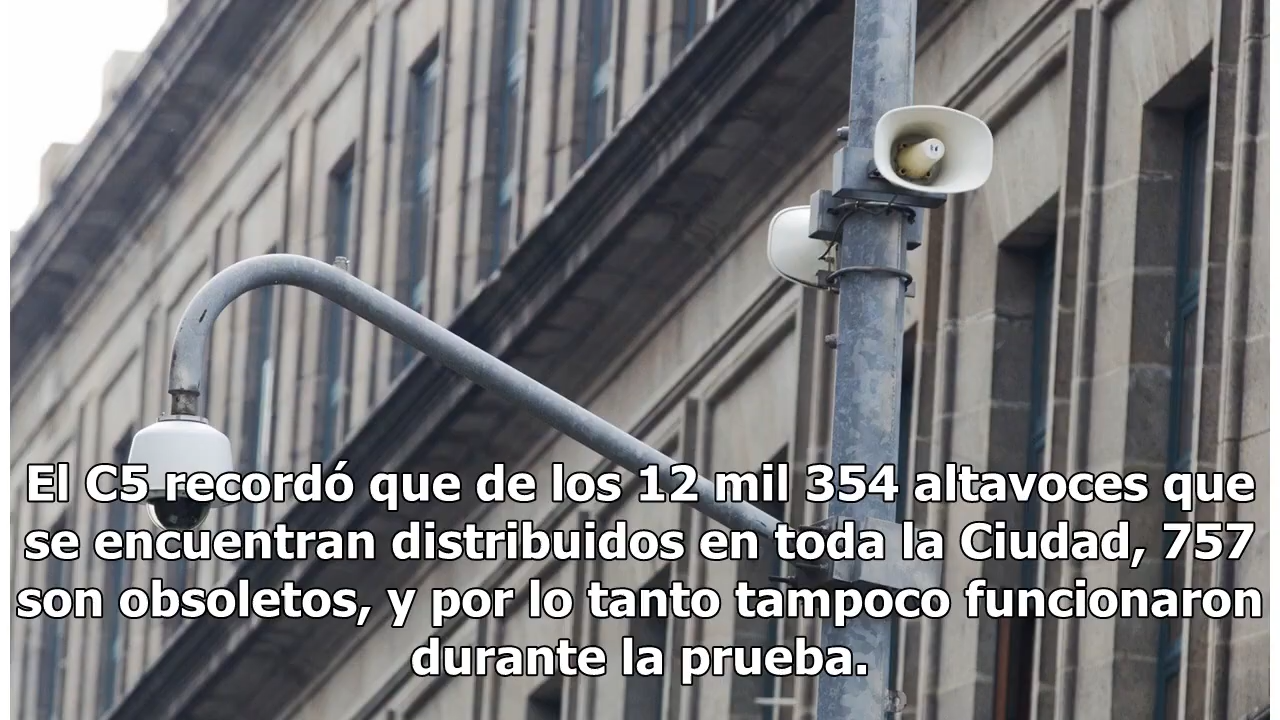 El C5 recordó que de los 12 mil 354 altavoces que
se encuentran distribuidos en toda la Ciudad, 757
son obsoletos, y por lo tanto tampoco funcionaron
durante la prueba.